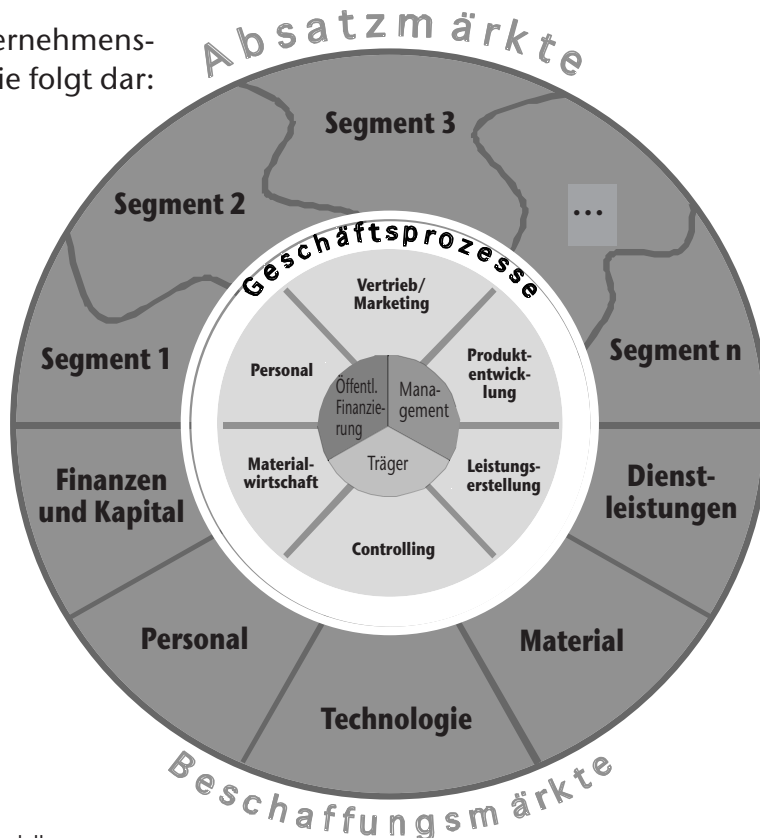 ernehmens-
ie folgt dar:
Absatzmärkte
Segment 3
Segment 2
...
Segment 1
Segment n
Geschäftsprozesse
Vertrieb/
Marketing
Personal
Produkt-
entwick-
lung
Öffentl.
Finanzie-
rung
Mana-
gement
Träger
Material-
wirtschaft
Leistungs-
erstellung
Controlling
Finanzen
und Kapital
Dienst-
leistungen
Personal
Material
Technologie
Beschaffungsmärkte